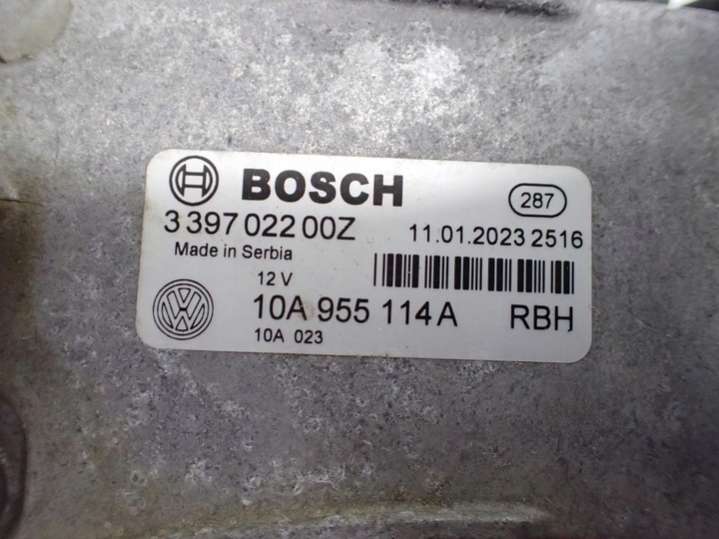 BOSCH
287
3 397 022 00Z
11.01.2023 2516
Made in Serbia
12 V
10A 955 114 A
RBH
10A 023